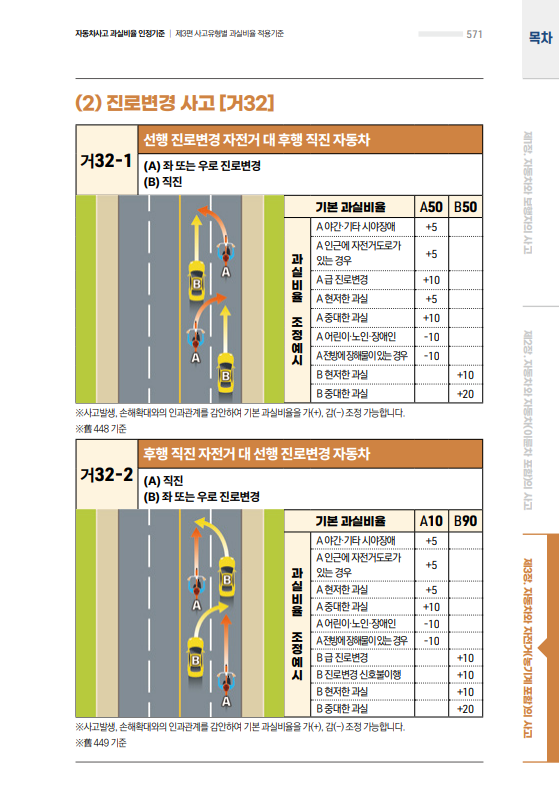 자동차사고 과실비율 인정기준 | 제3편 사고유형별 과실비율 적용기준
571
목차
(2) 진로변경 사고 [거32]
거32-1
선행 진로변경 자전거 대 후행 직진 자동차
(A) 좌 또는 우로 진로변경
(B) 직진
A
B
A
B
과실비율 조정예시
기본 과실비율 A50 B50
A 야간·기타 시야장애 +5
A 인근에 자전거도로가
있는 경우 +5
A 급 진로변경 +10
A 현저한 과실 +5
A 중대한 과실 +10
A 어린이·노인·장애인 -10
A 전방에 장해물이 있는 경우 -10
B 현저한 과실 +10
B 중대한 과실 +20
※사고발생, 손해확대와의 인과관계를 감안하여 기본 과실비율을 가(+), 감(-) 조정 가능합니다.
※舊 448 기준
거32-2
후행 직진 자전거 대 선행 진로변경 자동차
(A) 직진
(B) 좌 또는 우로 진로변경
B
A
B
A
과실비율 조정예시
기본 과실비율 A10 B90
A 야간·기타 시야장애 +5
A 인근에 자전거도로가
있는 경우 +5
A 현저한 과실 +5
A 중대한 과실 +10
A 어린이·노인·장애인 -10
A 전방에 장해물이 있는 경우 -10
B 급 진로변경 +10
B 진로변경 신호불이행 +10
B 현저한 과실 +10
B 중대한 과실 +20
※사고발생, 손해확대와의 인과관계를 감안하여 기본 과실비율을 가(+), 감(-) 조정 가능합니다.
※舊 449 기준
제1장. 자동차와 보행자의 사고
제2장. 자동차와 자동차(이륜차 포함)의 사고
제3장. 자동차와 자전거(농기계 포함)의 사고